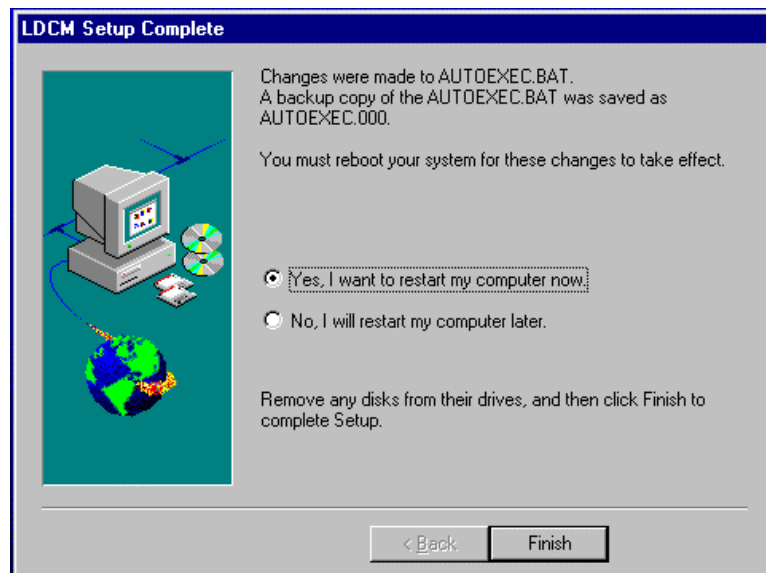 LDCM Setup Complete
Changes were made to AUTOEXEC.BAT.
A backup copy of the AUTOEXEC.BAT was saved as
AUTOEXEC.000.
You must reboot your system for these changes to take effect.
Yes, I want to restart my computer now.
No, I will restart my computer later.
Remove any disks from their drives, and then click Finish to
complete Setup.
< Back
Finish